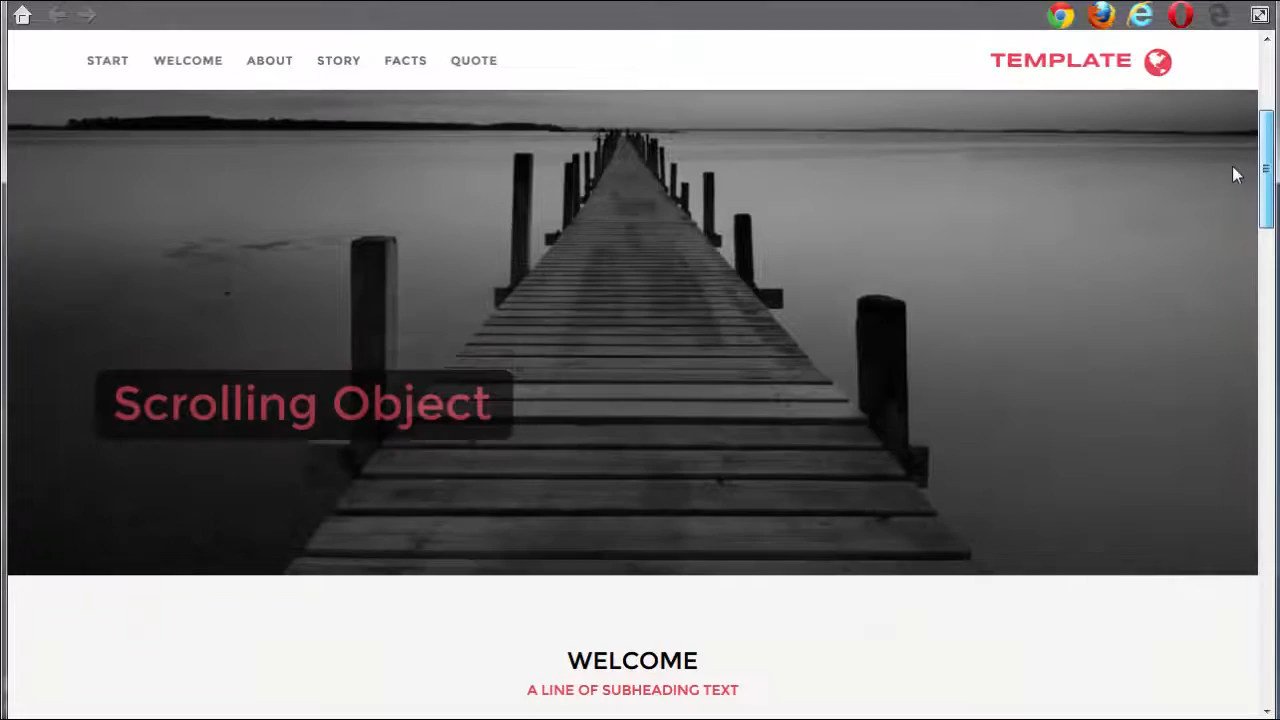 START WELCOME ABOUT STORY FACTS QUOTE TEMPLATE
Scrolling Object
WELCOME
A LINE OF SUBHEADING TEXT